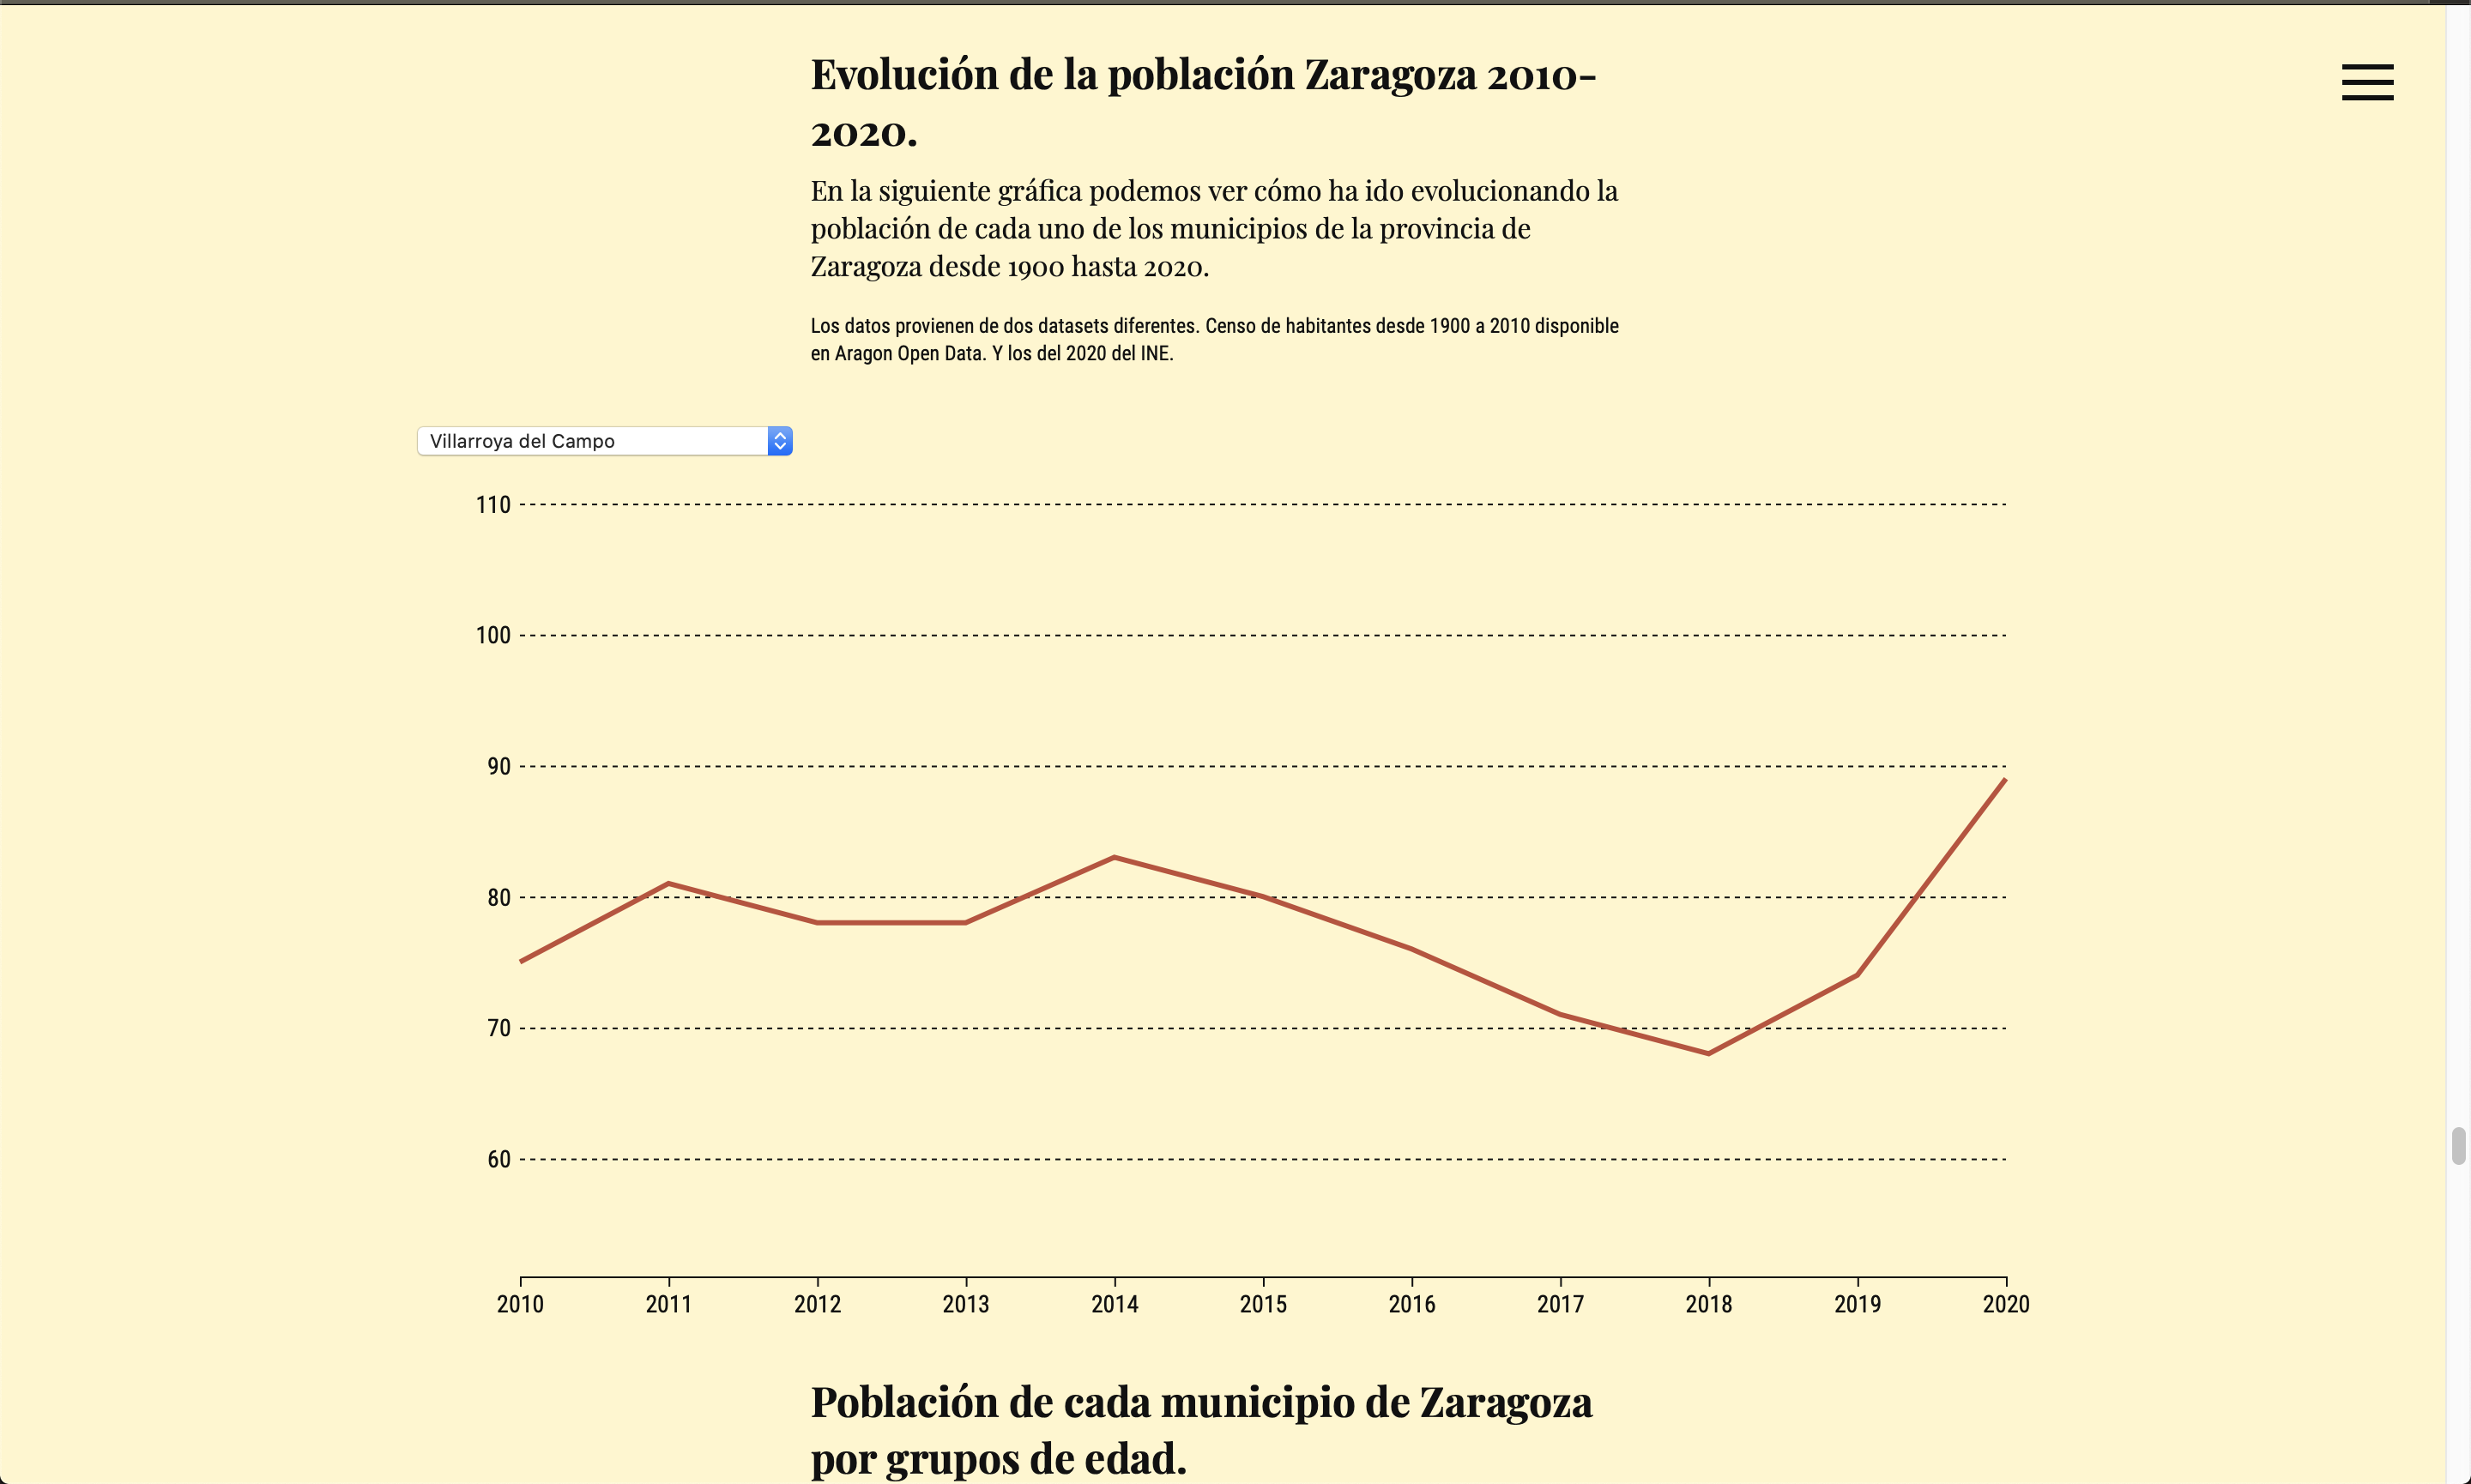 Evolución de la población Zaragoza 2010-
2020.
En la siguiente gráfica podemos ver cómo ha ido evolucionando la
población de cada uno de los municipios de la provincia de
Zaragoza desde 1900 hasta 2020.
Los datos provienen de dos datasets diferentes. Censo de habitantes desde 1900 a 2010 disponible
en Aragon Open Data. Y los del 2020 del INE.
Villarroya del Campo
110
100
90
80
70
60
2010 2011 2012 2013 2014 2015 2016 2017 2018 2019 2020
Población de cada municipio de Zaragoza
por grupos de edad.